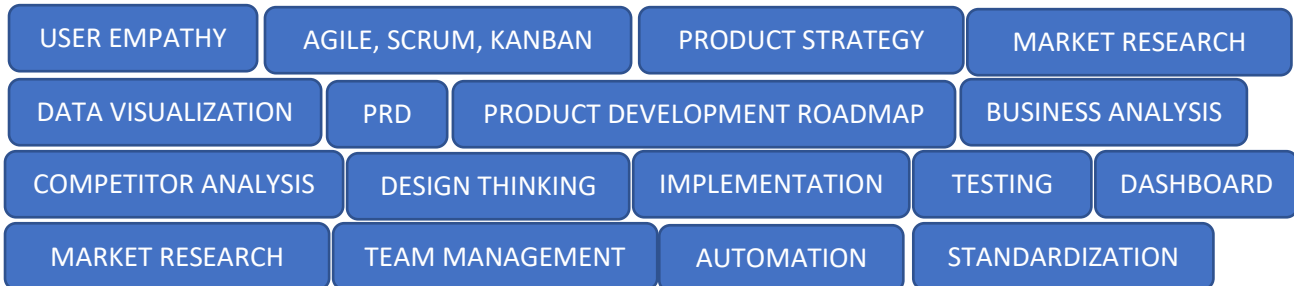 USER EMPATHY AGILE, SCRUM, KANBAN PRODUCT STRATEGY MARKET RESEARCH
DATA VISUALIZATION PRD PRODUCT DEVELOPMENT ROADMAP BUSINESS ANALYSIS
COMPETITOR ANALYSIS DESIGN THINKING IMPLEMENTATION TESTING DASHBOARD
MARKET RESEARCH TEAM MANAGEMENT AUTOMATION STANDARDIZATION